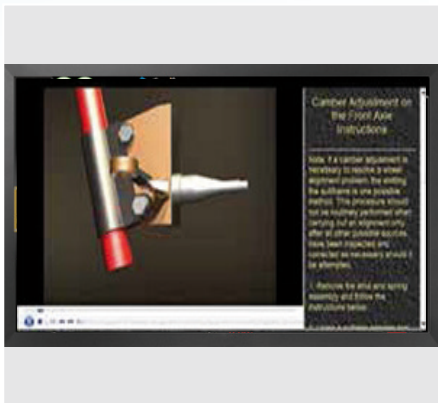 Camber Adjustment on
the Front Axle
Instructions
Note: If a camber adjustment is
necessary to resolve a wheel
alignment problem, the slotting
the subframe is one possible
method. This procedure should
not be routinely performed when
carrying out an alignment only
after all other possible sources
have been inspected and
corrected as necessary should it
be attempted.
1. Remove the strut and spring
assembly and follow the
instructions below.